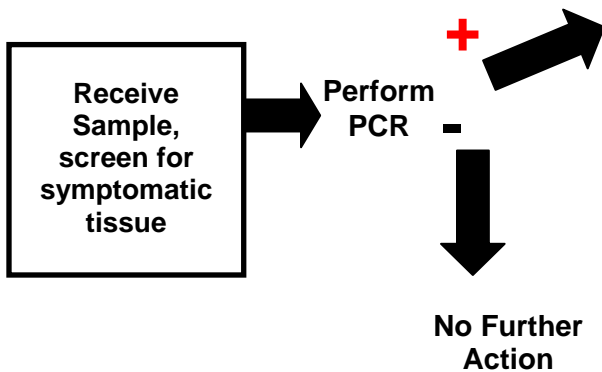 Receive
Sample,
screen for
symptomatic
tissue
Perform
PCR
+
-
No Further
Action